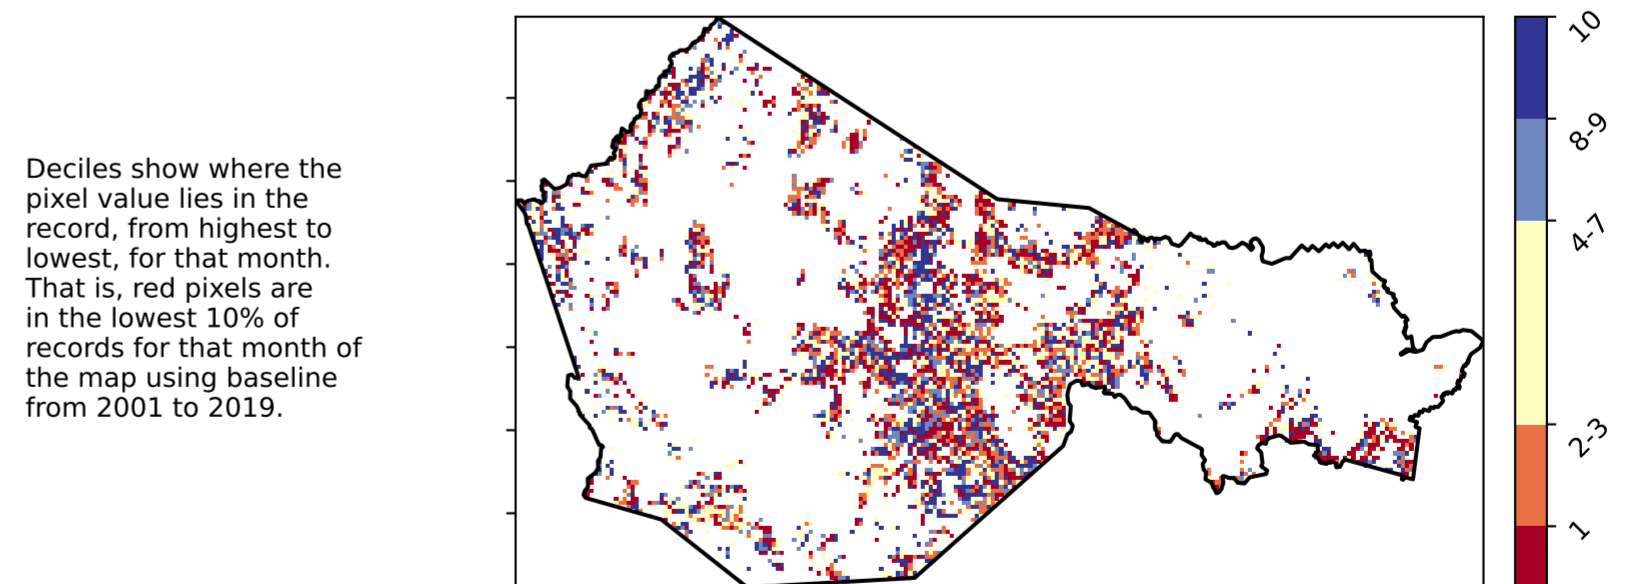 Deciles show where the
pixel value lies in the
record, from highest to
lowest, for that month.
That is, red pixels are
in the lowest 10% of
records for that month of
the map using baseline
from 2001 to 2019.
10
8-9
4-7
2-3
1